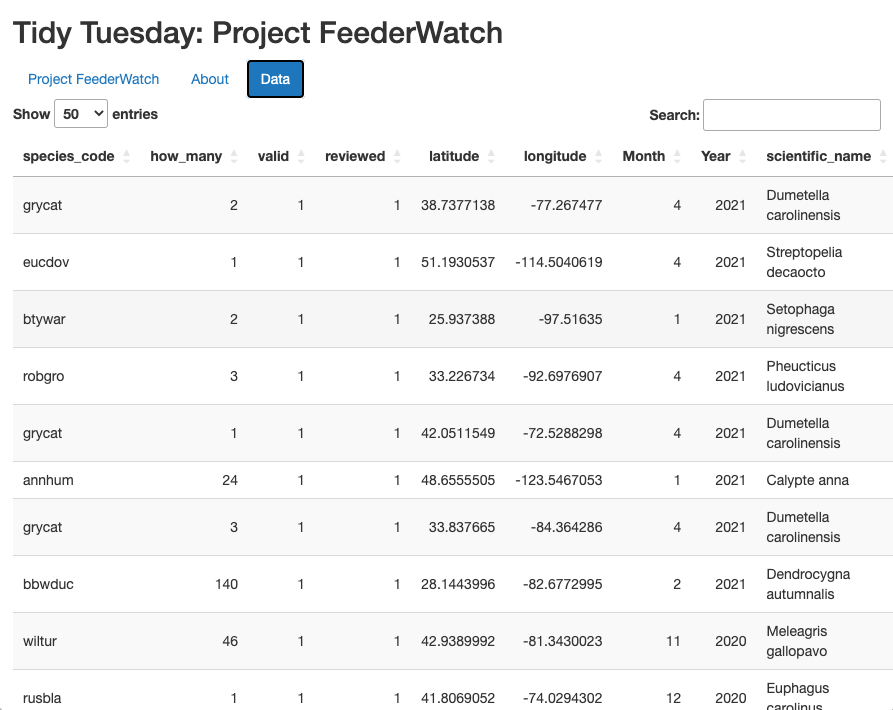 Tidy Tuesday: Project FeederWatch
Project FeederWatch About Data
Show 50 entries Search:
species_code how_many valid reviewed latitude longitude Month Year scientific_name
grycat 2 1 1 38.7377138 -77.267477 4 2021 Dumetella
carolinensis
eucdov 1 1 1 51.1930537 -114.5040619 4 2021 Streptopelia
decaocto
btywar 2 1 1 25.937388 -97.51635 1 2021 Setophaga
nigrescens
robgro 3 1 1 33.226734 -92.6976907 4 2021 Pheucticus
ludovicianus
grycat 1 1 1 42.0511549 -72.5288298 4 2021 Dumetella
carolinensis
annhum 24 1 1 48.6555505 -123.5467053 1 2021 Calypte anna
grycat 3 1 1 33.837665 -84.364286 4 2021 Dumetella
carolinensis
bbwduc 140 1 1 28.1443996 -82.6772995 2 2021 Dendrocygna
autumnalis
wiltur 46 1 1 42.9389992 -81.3430023 11 2020 Meleagris
gallopavo
rusbla 1 1 1 41.8069052 -74.0294302 12 2020 Euphagus
carolinus